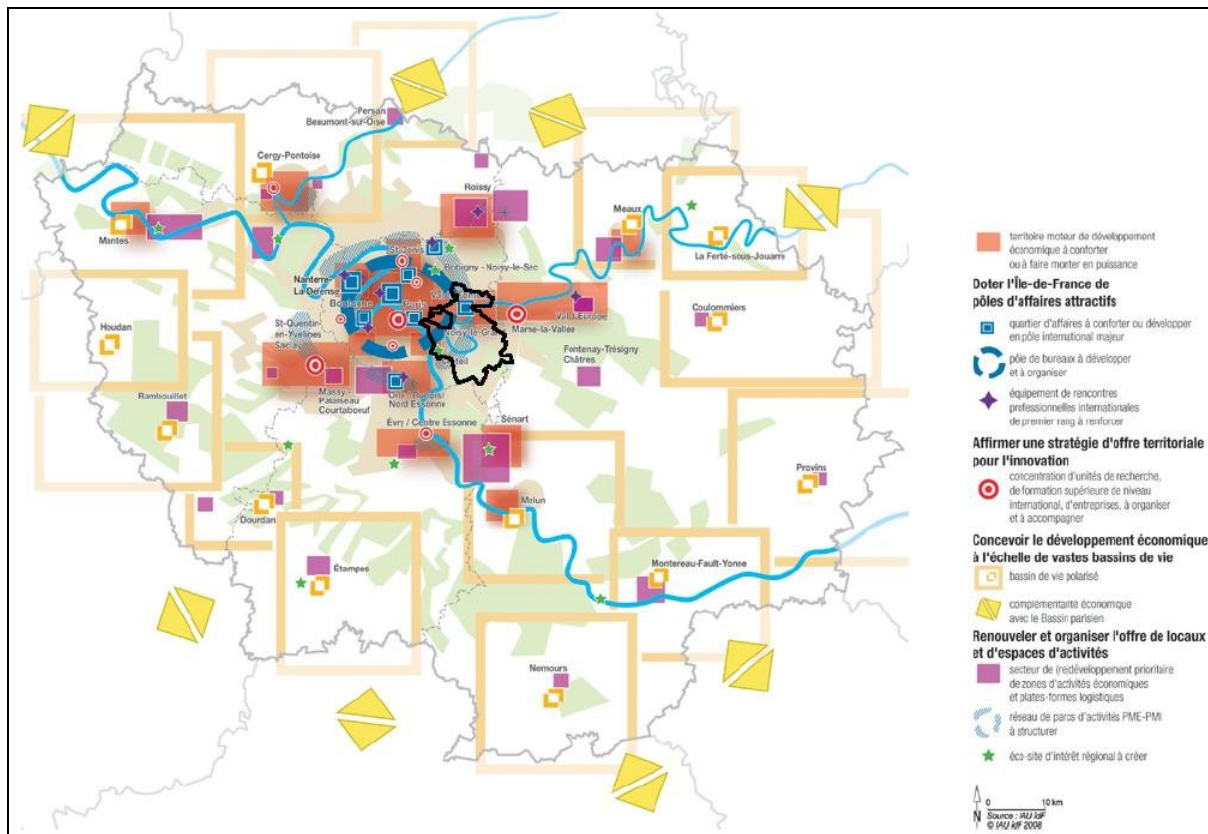 Persan
Beaumont-sur-Oise
Cergy-Pontoise
Roissy
Mantes
Meaux
La Ferté-sous-Jouarre
St-Denis
Bobigny - Noisy-le-Sec
Nanterre
La Défense
Boulogne
Paris
Val d'Europe
Marne-la-Vallée
Noisy-le-Grand
Coulommiers
Houdan
St-Quentin-
en-Yvelines
Saclay
Fontenay-Trésigny
Châtres
Massy -
Palaiseau
Courtabœuf
Nord Essonne
Rambouillet
Évry / Centre Essonne
Sénart
Provins
Melun
Dourdan
Étampes
Montereau-Fault-Yonne
Nemours
territoire moteur de développement
économique à conforter
ou à faire monter en puissance
Doter l'Île-de-France de
pôles d'affaires attractifs
quartier d'affaires à conforter ou développer
en pôle international majeur
pôle de bureaux à développer
et à organiser
équipement de rencontres
professionnelles internationales
de premier rang à renforcer
Affirmer une stratégie d'offre territoriale
pour l'innovation
concentration d'unités de recherche,
de formation supérieure de niveau
international, d'entreprises, à organiser
et à accompagner
Concevoir le développement économique
à l'échelle de vastes bassins de vie
bassin de vie polarisé
complémentarité économique
avec le Bassin parisien
Renouveler et organiser l'offre de locaux
et d'espaces d'activités
secteur de (re)développement prioritaire
de zones d'activités économiques
et plates-formes logistiques
réseau de parcs d'activités PME-PMI
à structurer
éco-site d'intérêt régional à créer
N
0 10 km
Source : IAU îdF
© IAU îdF 2008